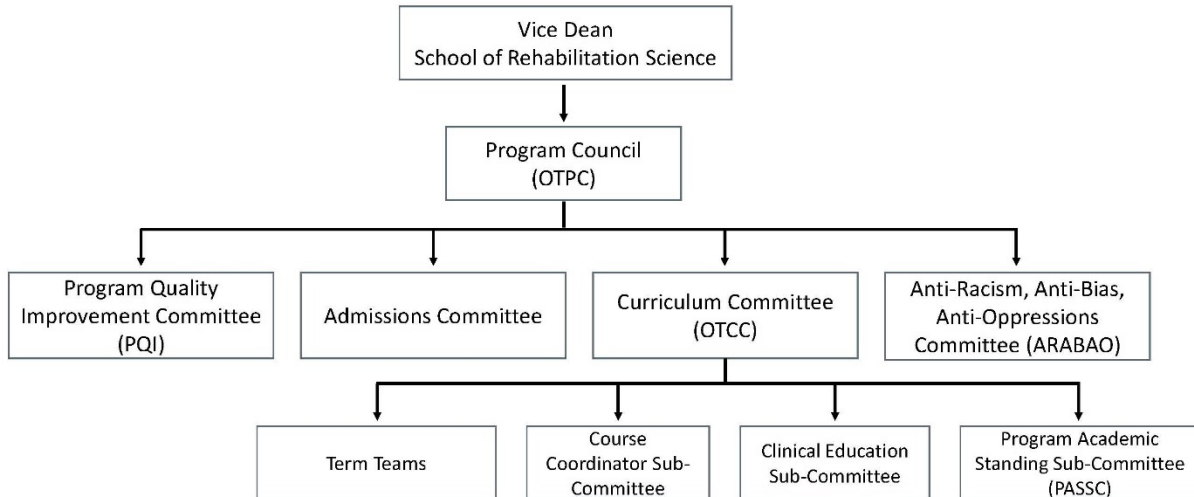 Vice Dean
School of Rehabilitation Science
Program Council
(OTPC)
Program Quality
Improvement Committee
(PQI)
Admissions Committee
Curriculum Committee
(OTCC)
Anti-Racism, Anti-Bias,
Anti-Oppressions
Committee (ARABAO)
Term Teams
Course
Coordinator Sub-
Committee
Clinical Education
Sub-Committee
Program Academic
Standing Sub-Committee
(PASSC)